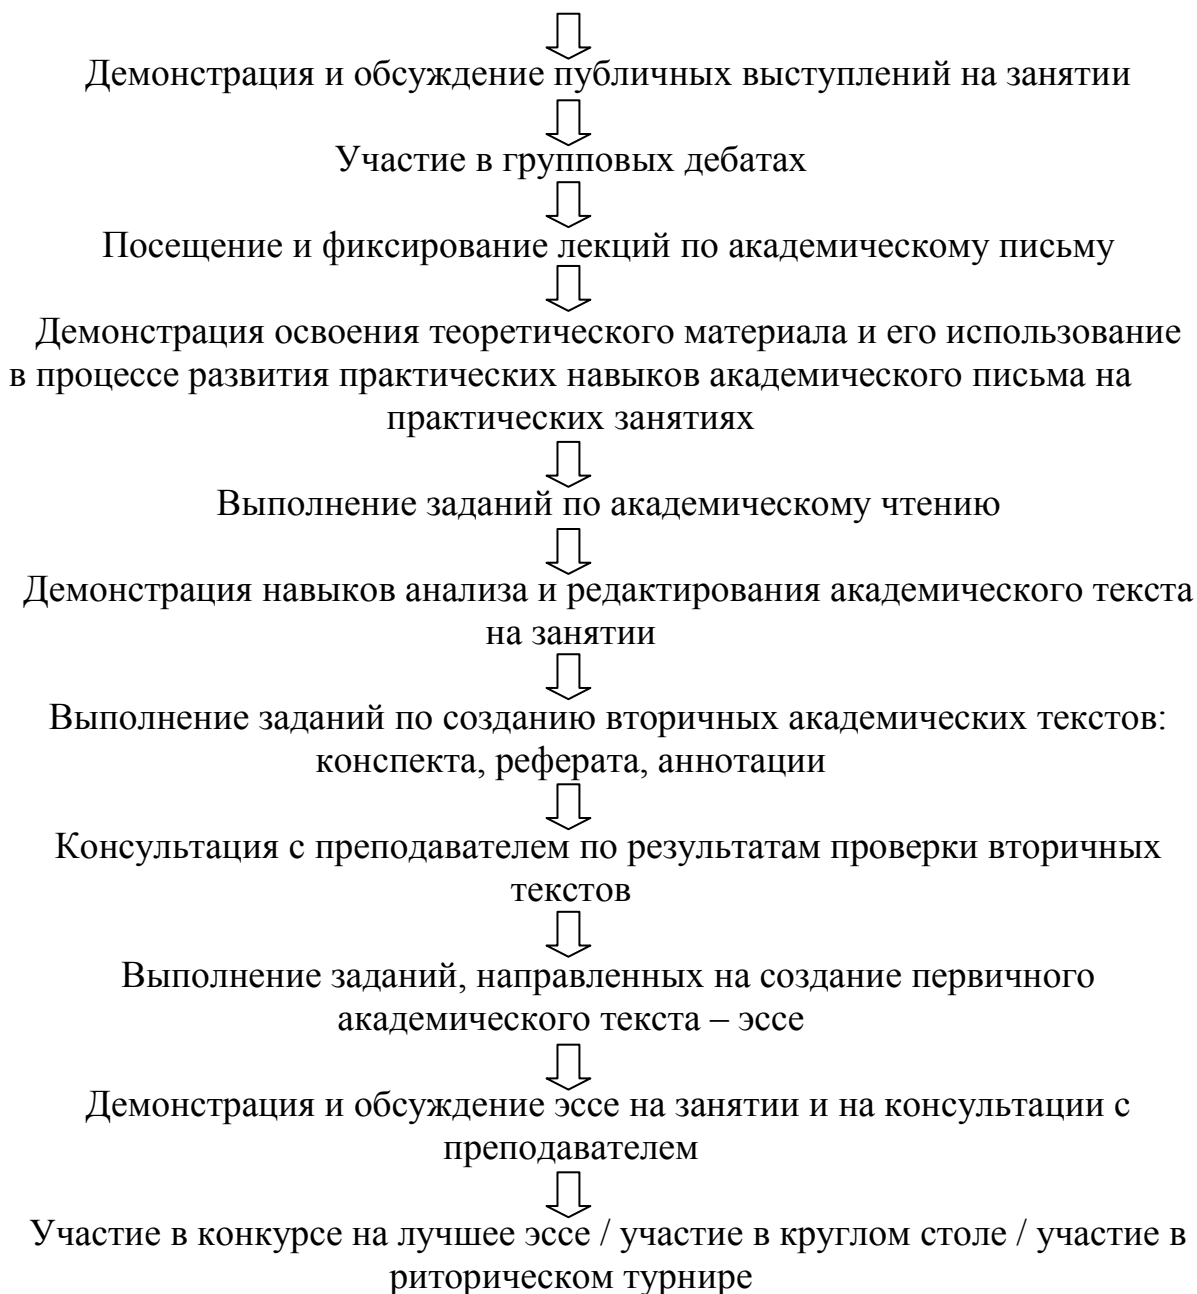 Демонстрация и обсуждение публичных выступлений на занятии
Участие в групповых дебатах
Посещение и фиксирование лекций по академическому письму
Демонстрация освоения теоретического материала и его использование
в процессе развития практических навыков академического письма на
практических занятиях
Выполнение заданий по академическому чтению
Демонстрация навыков анализа и редактирования академического текста
на занятии
Выполнение заданий по созданию вторичных академических текстов:
конспекта, реферата, аннотации
Консультация с преподавателем по результатам проверки вторичных
текстов
Выполнение заданий, направленных на создание первичного
академического текста – эссе
Демонстрация и обсуждение эссе на занятии и на консультации с
преподавателем
Участие в конкурсе на лучшее эссе / участие в круглом столе / участие в
риторическом турнире